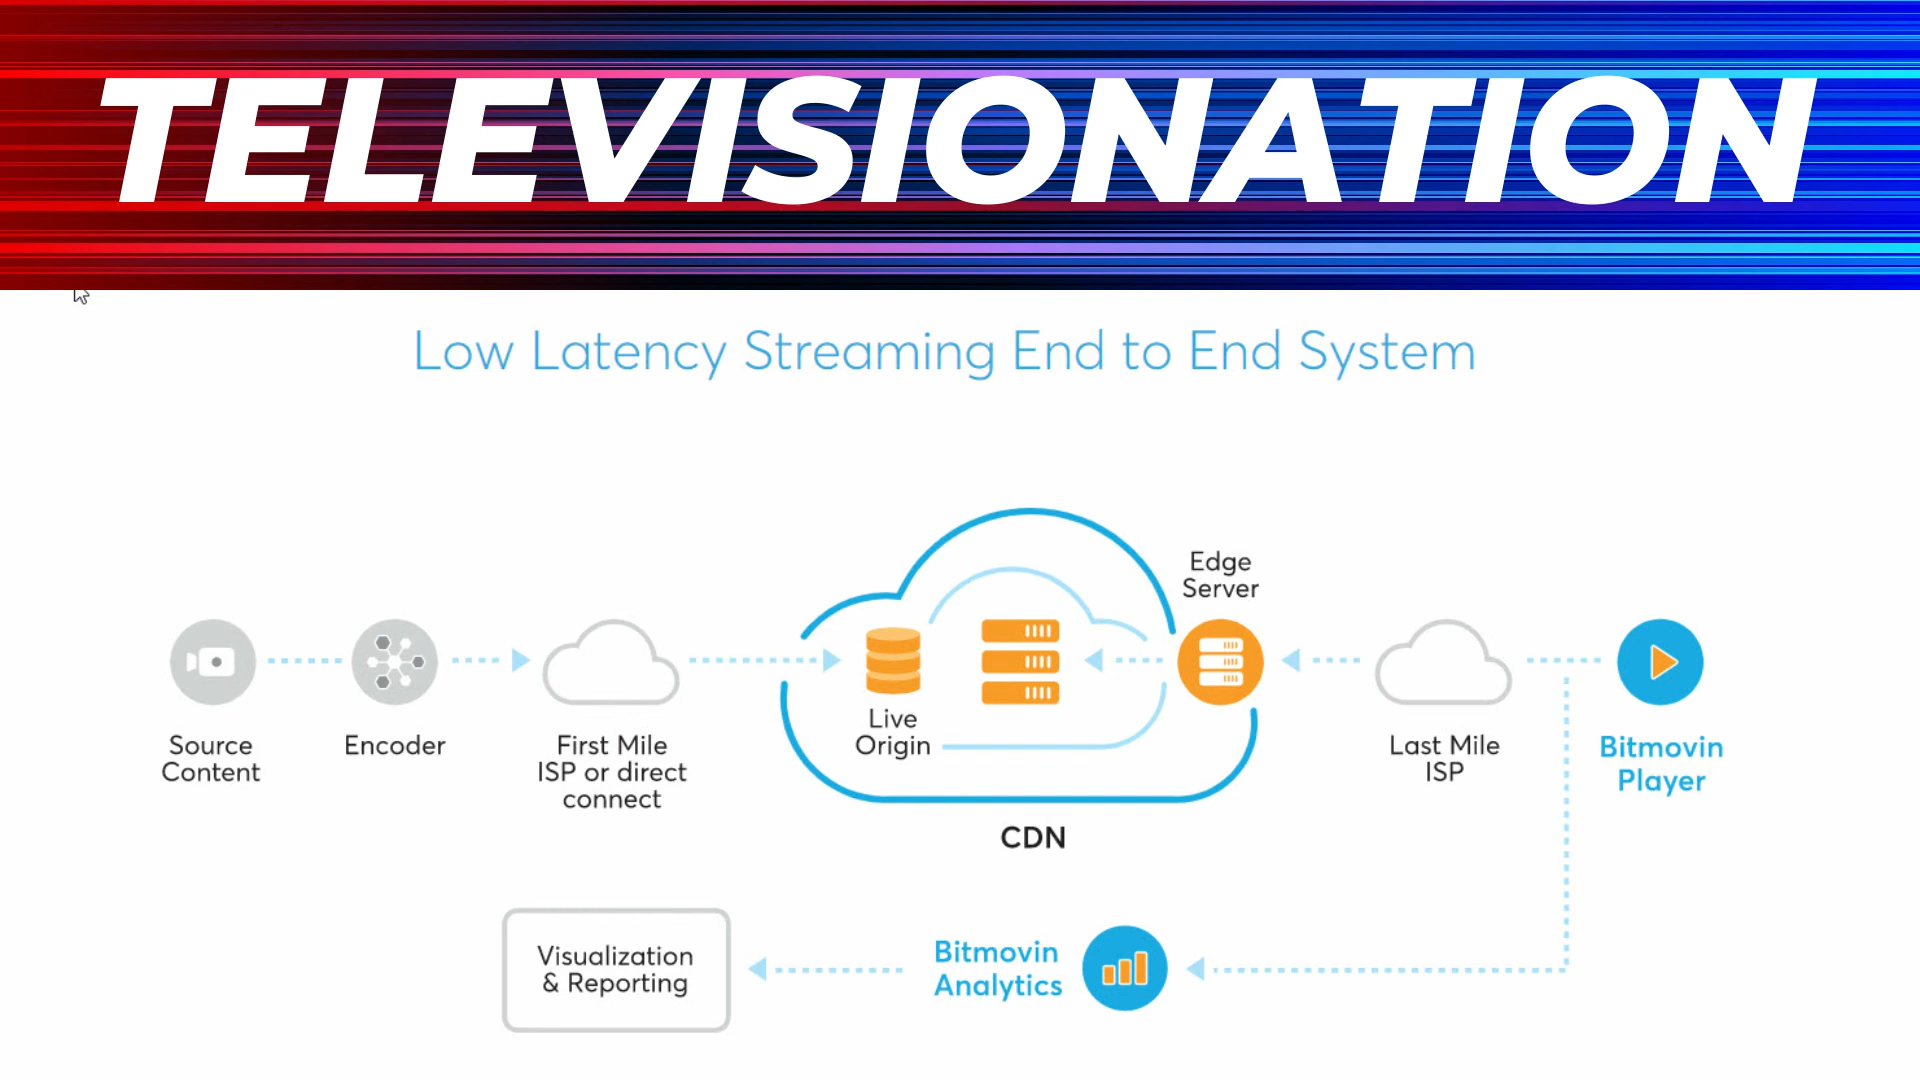 TELEVISIONATION
Low Latency Streaming End to End System
Edge
Server
Live
Origin
Source
Content
Encoder
First Mile
ISP or direct
connect
Last Mile
ISP
Bitmovin
Player
CDN
Visualization
& Reporting
Bitmovin
Analytics